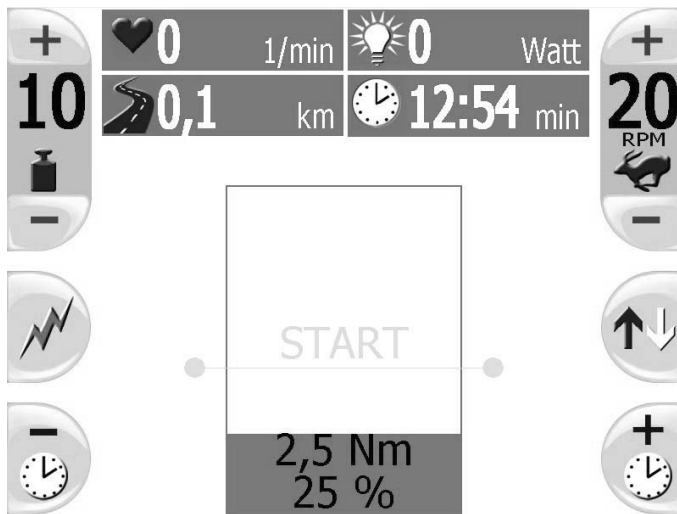 +
0 1/min
0 Watt
+
10
0,1 km
12:54 min
20
RPM
−
−
START
−
+
2,5 Nm
25 %